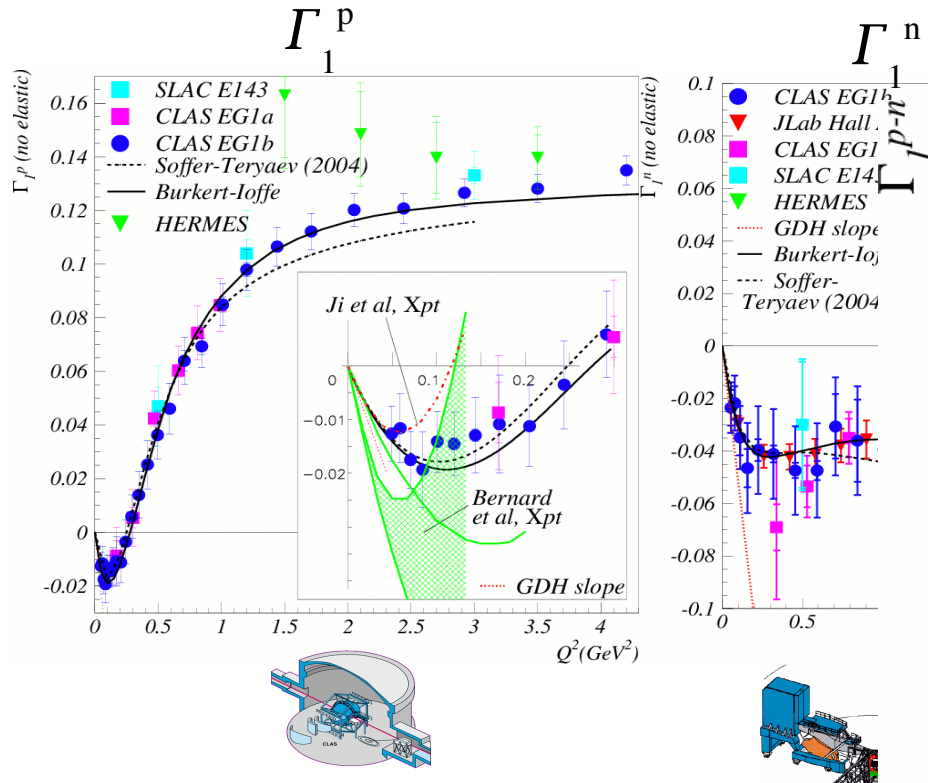 Γ₁ᵖ
Γ₁ᵖ (no elastic)
0.16
0.14
0.12
0.1
0.08
0.06
0.04
0.02
0
-0.02
SLAC E143
CLAS EG1a
CLAS EG1b
Soffer-Teryaev (2004)
Burkert-Ioffe
HERMES
Ji et al, Xpt
0
0.1
0.2
−0.01
−0.02
Bernard
et al, Xpt
GDH slope
0
0.5
1
1.5
2
2.5
3
3.5
4
Q²(GeV²)
CLAS
Γ₁ⁿ
Γ₁ᵖ⁻ⁿ
Γ₁ⁿ (no elastic)
0.1
0.08
0.06
0.04
0.02
0
-0.02
-0.04
-0.06
-0.08
-0.1
CLAS EG1b
JLab Hall
CLAS EG1
SLAC E14
HERMES
GDH slope
Burkert-Iof
Soffer-
Teryaev (2004
0
0.5